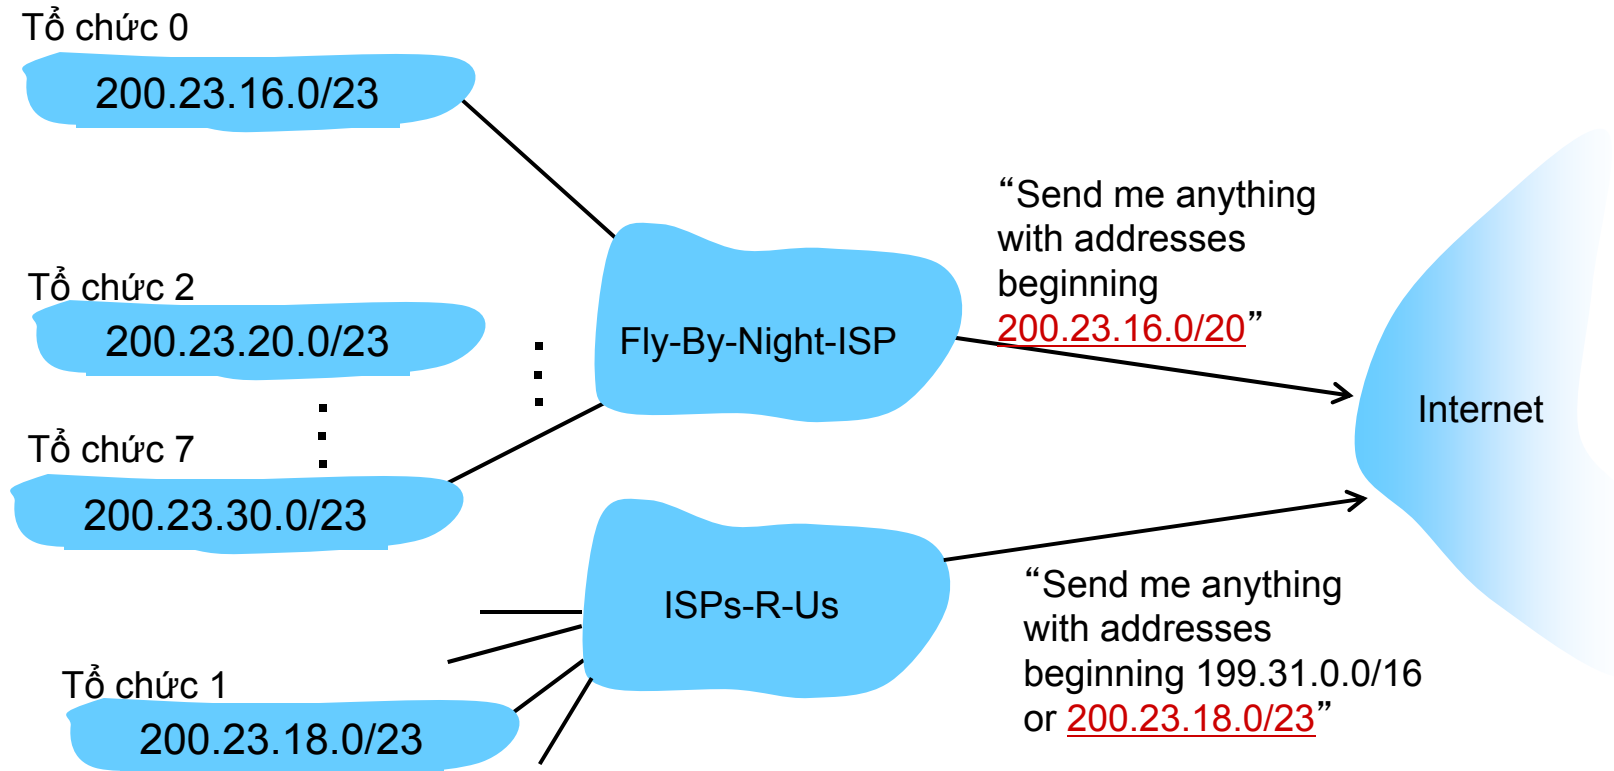 Tổ chức 0
200.23.16.0/23
Tổ chức 2
200.23.20.0/23
Tổ chức 7
200.23.30.0/23
Tổ chức 1
200.23.18.0/23
Fly-By-Night-ISP
ISPs-R-Us
“Send me anything
with addresses
beginning
200.23.16.0/20”
“Send me anything
with addresses
beginning 199.31.0.0/16
or 200.23.18.0/23”
Internet